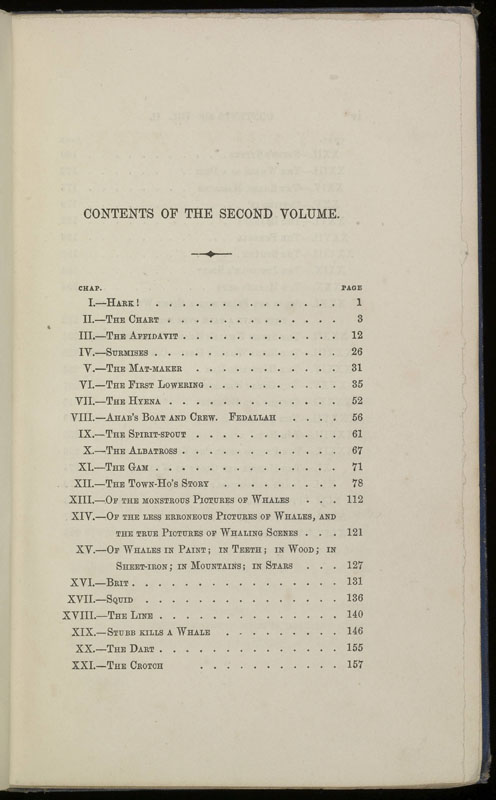 CONTENTS OF THE SECOND VOLUME.
CHAP. PAGE
I.—HARK! . . . . . . . . . . . . . . 1
II.—THE CHART . . . . . . . . . . . . . 3
III.—THE AFFIDAVIT . . . . . . . . . . . . 12
IV.—SURMISES . . . . . . . . . . . . . . 26
V.—THE MAT-MAKER . . . . . . . . . . . 31
VI.—THE FIRST LOWERING . . . . . . . . . . 35
VII.—THE HYENA . . . . . . . . . . . . . 52
VIII.—AHAB'S BOAT AND CREW. FEDALLAH . . . . 56
IX.—THE SPIRIT-SPOUT . . . . . . . . . . . 61
X.—THE ALBATROSS . . . . . . . . . . . . 67
XI.—THE GAM . . . . . . . . . . . . . . 71
XII.—THE TOWN-HO'S STORY . . . . . . . . . 78
XIII.—OF THE MONSTROUS PICTURES OF WHALES . . . 112
XIV.—OF THE LESS ERRONEOUS PICTURES OF WHALES, AND
THE TRUE PICTURES OF WHALING SCENES . . . 121
XV.—OF WHALES IN PAINT; IN TEETH; IN WOOD; IN
SHEET-IRON; IN MOUNTAINS; IN STARS . . . 127
XVI.—BRIT . . . . . . . . . . . . . . . . 131
XVII.—SQUID . . . . . . . . . . . . . . . 136
XVIII.—THE LINE . . . . . . . . . . . . . . 140
XIX.—STUBB KILLS A WHALE . . . . . . . . . 146
XX.—THE DART . . . . . . . . . . . . . . 155
XXI.—THE CROTCH . . . . . . . . . . . 157